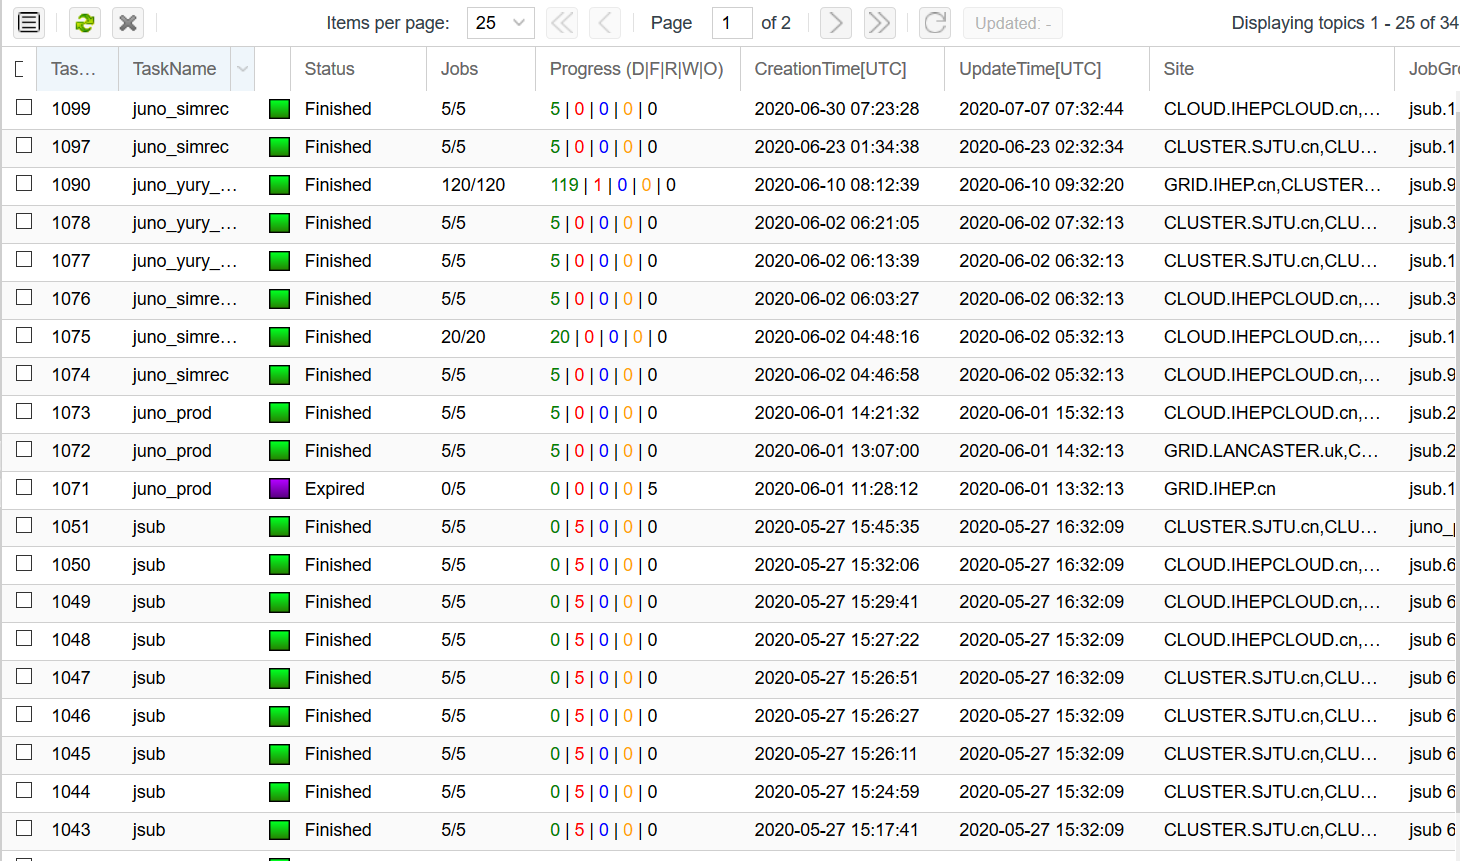 Items per page: 25 Page 1 of 2 Updated: - Displaying topics 1 - 25 of 34
Tas... TaskName Status Jobs Progress (D|F|R|W|O) CreationTime[UTC] UpdateTime[UTC] Site JobGro
1099 juno_simrec Finished 5/5 5 | 0 | 0 | 0 | 0 2020-06-30 07:23:28 2020-07-07 07:32:44 CLOUD.IHEPCLOUD.cn,... jsub.1
1097 juno_simrec Finished 5/5 5 | 0 | 0 | 0 | 0 2020-06-23 01:34:38 2020-06-23 02:32:34 CLUSTER.SJTU.cn,CLU... jsub.1
1090 juno_yury_... Finished 120/120 119 | 1 | 0 | 0 | 0 2020-06-10 08:12:39 2020-06-10 09:32:20 GRID.IHEP.cn,CLUSTER... jsub.9
1078 juno_yury_... Finished 5/5 5 | 0 | 0 | 0 | 0 2020-06-02 06:21:05 2020-06-02 07:32:13 CLUSTER.SJTU.cn,CLU... jsub.3
1077 juno_yury_... Finished 5/5 5 | 0 | 0 | 0 | 0 2020-06-02 06:13:39 2020-06-02 06:32:13 CLUSTER.SJTU.cn,CLU... jsub.1
1076 juno_simre... Finished 5/5 5 | 0 | 0 | 0 | 0 2020-06-02 06:03:27 2020-06-02 06:32:13 CLOUD.IHEPCLOUD.cn,... jsub.3
1075 juno_simre... Finished 20/20 20 | 0 | 0 | 0 | 0 2020-06-02 04:48:16 2020-06-02 05:32:13 CLOUD.IHEPCLOUD.cn,... jsub.1
1074 juno_simrec Finished 5/5 5 | 0 | 0 | 0 | 0 2020-06-02 04:46:58 2020-06-02 05:32:13 CLOUD.IHEPCLOUD.cn,... jsub.9
1073 juno_prod Finished 5/5 5 | 0 | 0 | 0 | 0 2020-06-01 14:21:32 2020-06-01 15:32:13 CLOUD.IHEPCLOUD.cn,... jsub.2
1072 juno_prod Finished 5/5 5 | 0 | 0 | 0 | 0 2020-06-01 13:07:00 2020-06-01 14:32:13 GRID.LANCASTER.uk,C... jsub.2
1071 juno_prod Expired 0/5 0 | 0 | 0 | 0 | 5 2020-06-01 11:28:12 2020-06-01 13:32:13 GRID.IHEP.cn jsub.1
1051 jsub Finished 5/5 0 | 5 | 0 | 0 | 0 2020-05-27 15:45:35 2020-05-27 16:32:09 CLUSTER.SJTU.cn,CLU... juno_p
1050 jsub Finished 5/5 0 | 5 | 0 | 0 | 0 2020-05-27 15:32:06 2020-05-27 16:32:09 CLOUD.IHEPCLOUD.cn,... jsub.6
1049 jsub Finished 5/5 0 | 5 | 0 | 0 | 0 2020-05-27 15:29:41 2020-05-27 16:32:09 CLOUD.IHEPCLOUD.cn,... jsub 6
1048 jsub Finished 5/5 0 | 5 | 0 | 0 | 0 2020-05-27 15:27:22 2020-05-27 15:32:09 CLOUD.IHEPCLOUD.cn,... jsub 6
1047 jsub Finished 5/5 0 | 5 | 0 | 0 | 0 2020-05-27 15:26:51 2020-05-27 16:32:09 CLUSTER.SJTU.cn,CLU... jsub 6
1046 jsub Finished 5/5 0 | 5 | 0 | 0 | 0 2020-05-27 15:26:27 2020-05-27 15:32:09 CLUSTER.SJTU.cn,CLU... jsub 6
1045 jsub Finished 5/5 0 | 5 | 0 | 0 | 0 2020-05-27 15:26:11 2020-05-27 15:32:09 CLUSTER.SJTU.cn,CLU... jsub 6
1044 jsub Finished 5/5 0 | 5 | 0 | 0 | 0 2020-05-27 15:24:59 2020-05-27 15:32:09 CLUSTER.SJTU.cn,CLU... jsub 6
1043 jsub Finished 5/5 0 | 5 | 0 | 0 | 0 2020-05-27 15:17:41 2020-05-27 15:32:09 CLUSTER.SJTU.cn,CLU... jsub 6